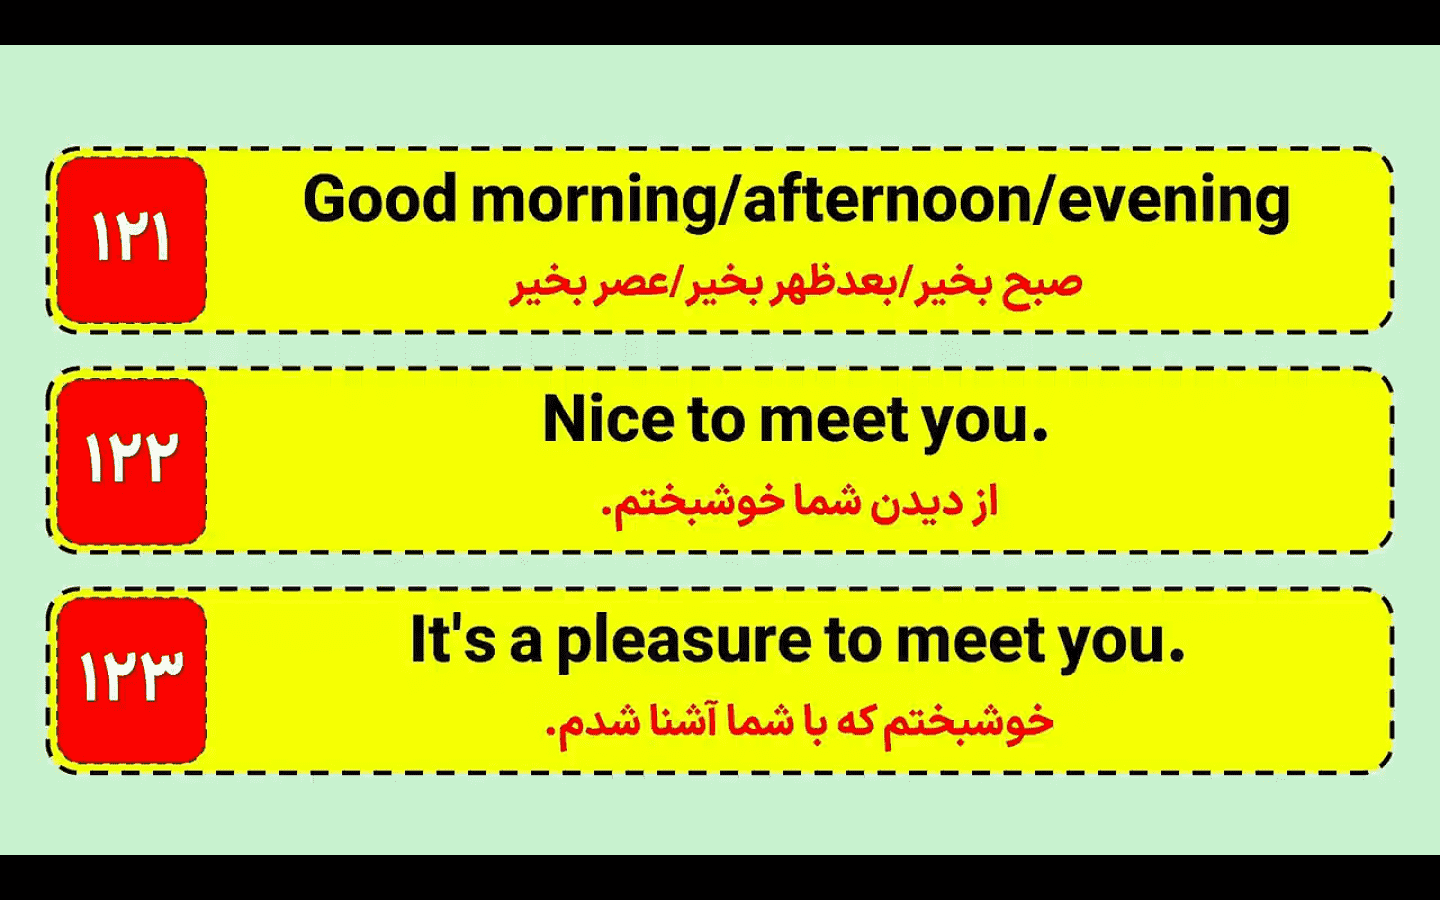 ۱۲۱
Good morning/afternoon/evening
صبح بخیر/بعدظهر بخیر/عصر بخیر
۱۲۲
Nice to meet you.
از دیدن شما خوشبختم.
۱۲۳
It's a pleasure to meet you.
خوشبختم که با شما آشنا شدم.